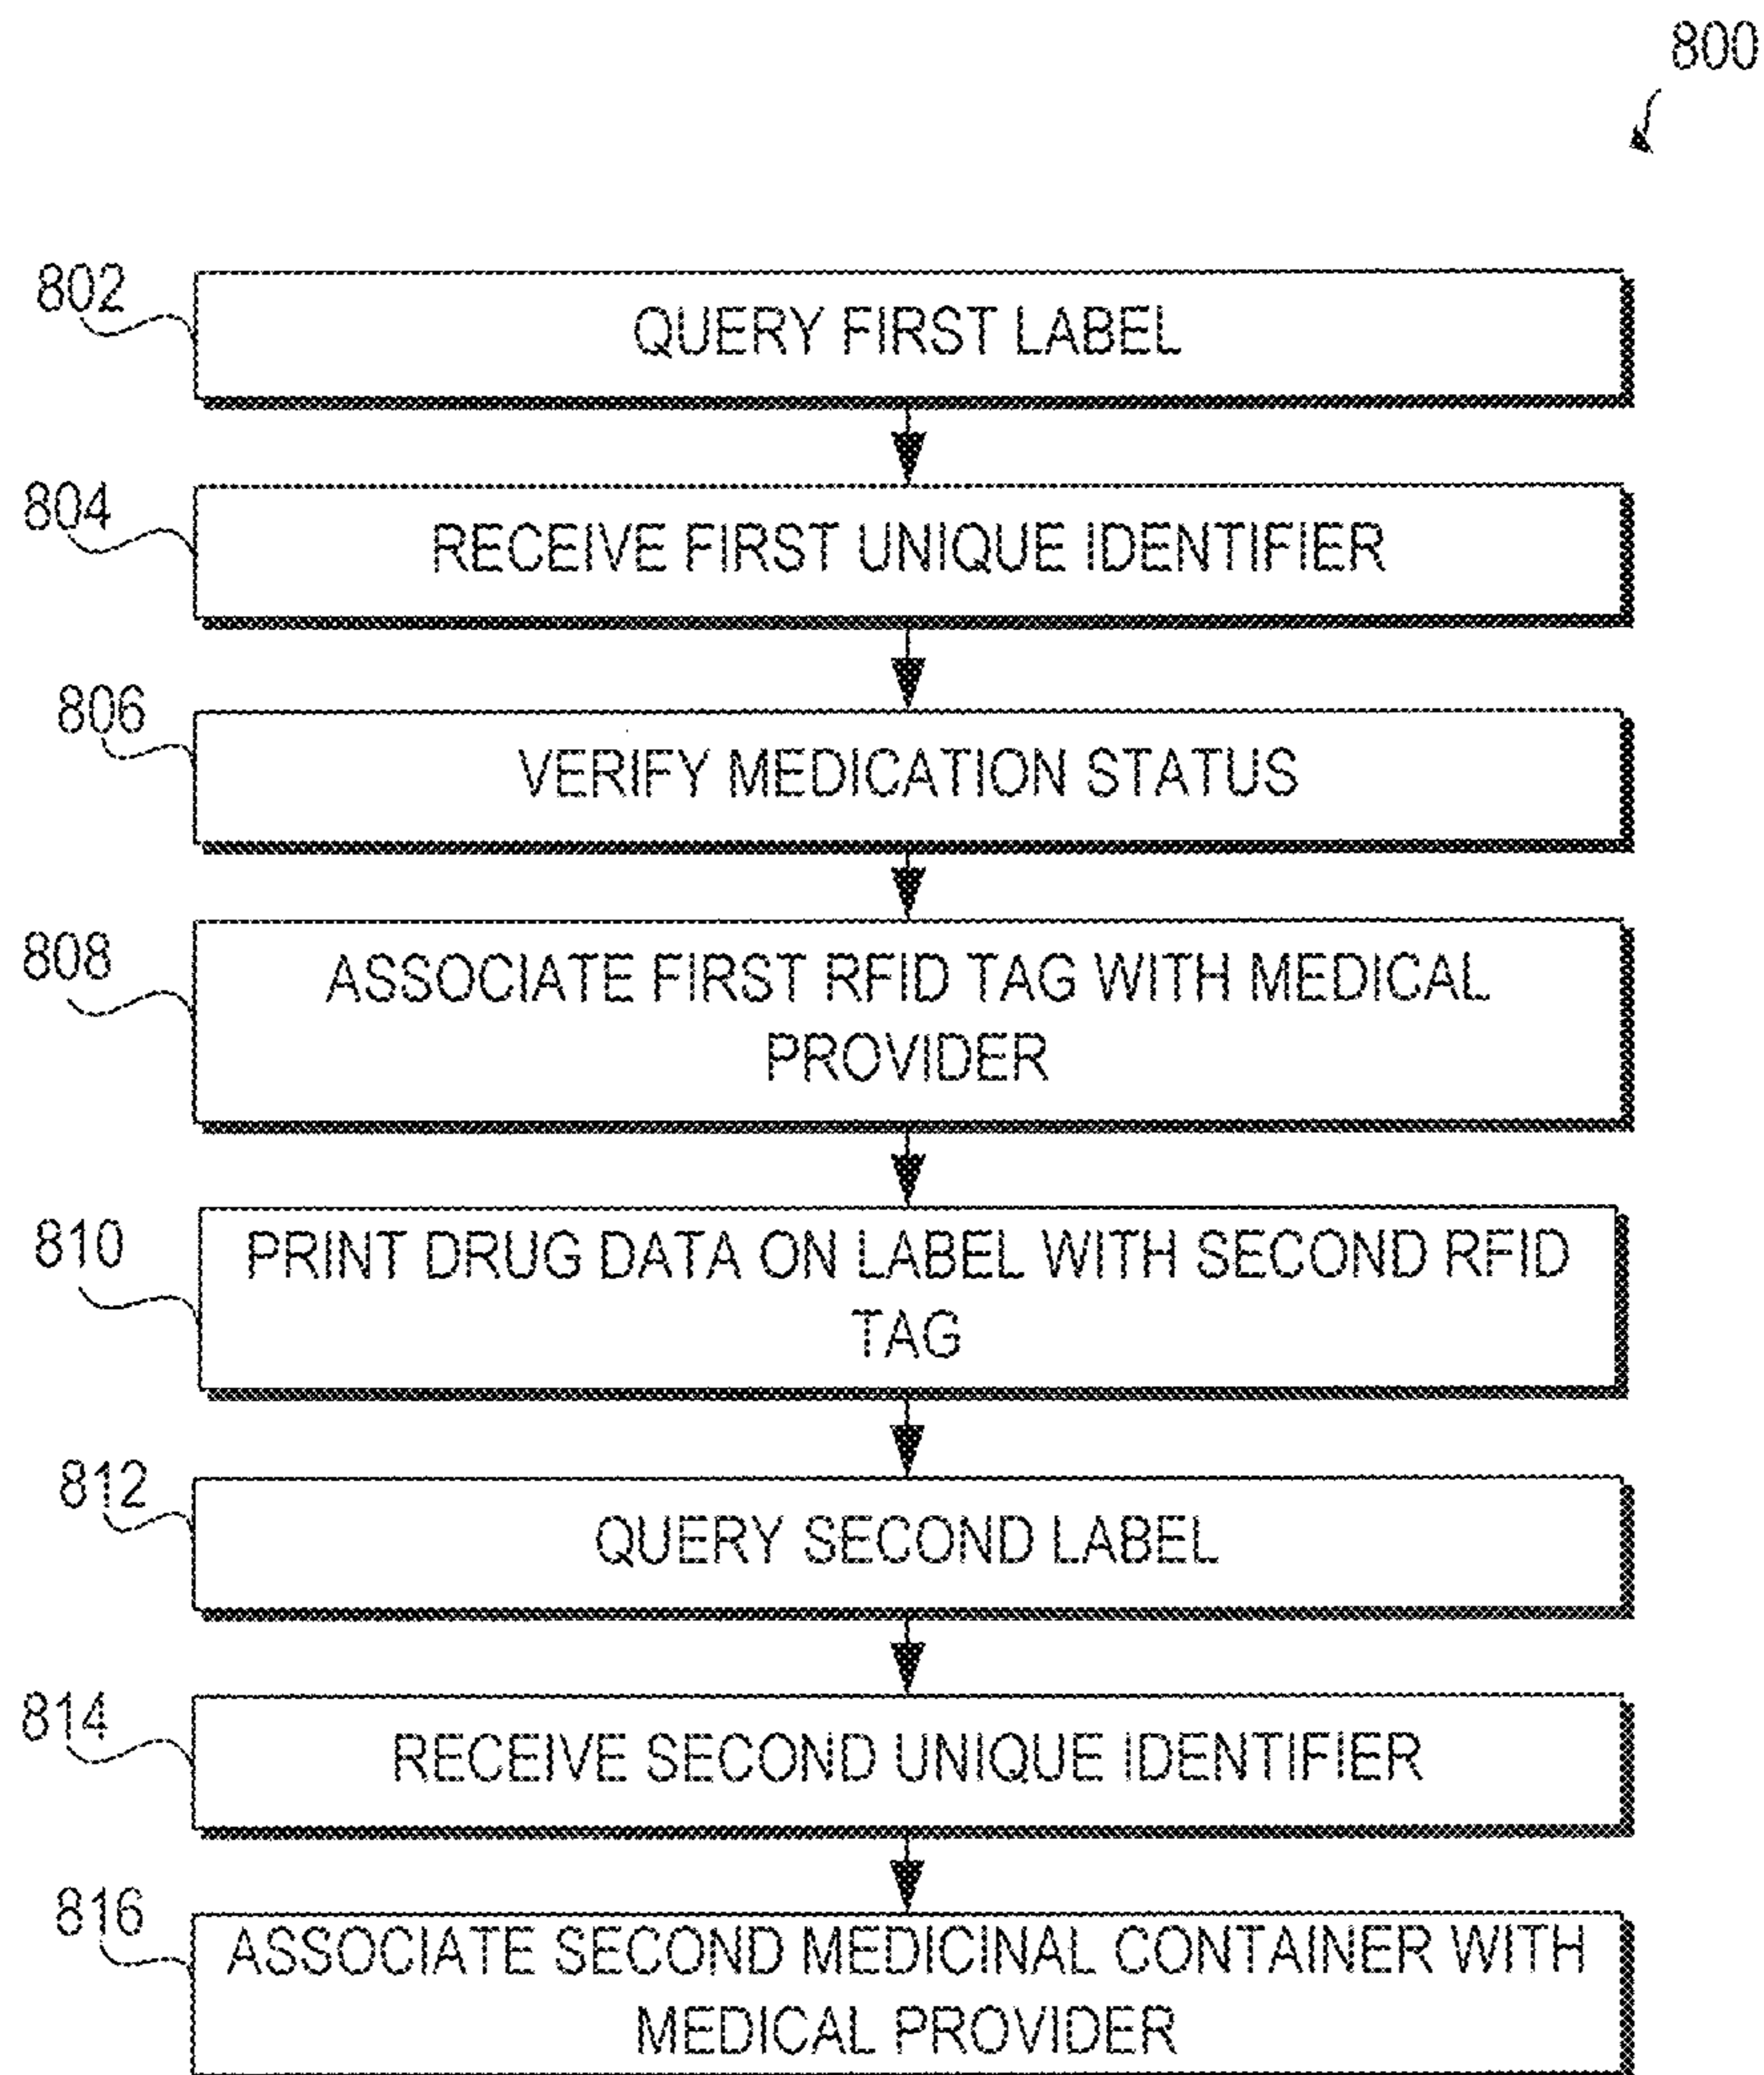 800
802
QUERY FIRST LABEL
804
RECEIVE FIRST UNIQUE IDENTIFIER
806
VERIFY MEDICATION STATUS
808
ASSOCIATE FIRST RFID TAG WITH MEDICAL
PROVIDER
810
PRINT DRUG DATA ON LABEL WITH SECOND RFID
TAG
812
QUERY SECOND LABEL
814
RECEIVE SECOND UNIQUE IDENTIFIER
816
ASSOCIATE SECOND MEDICINAL CONTAINER WITH
MEDICAL PROVIDER